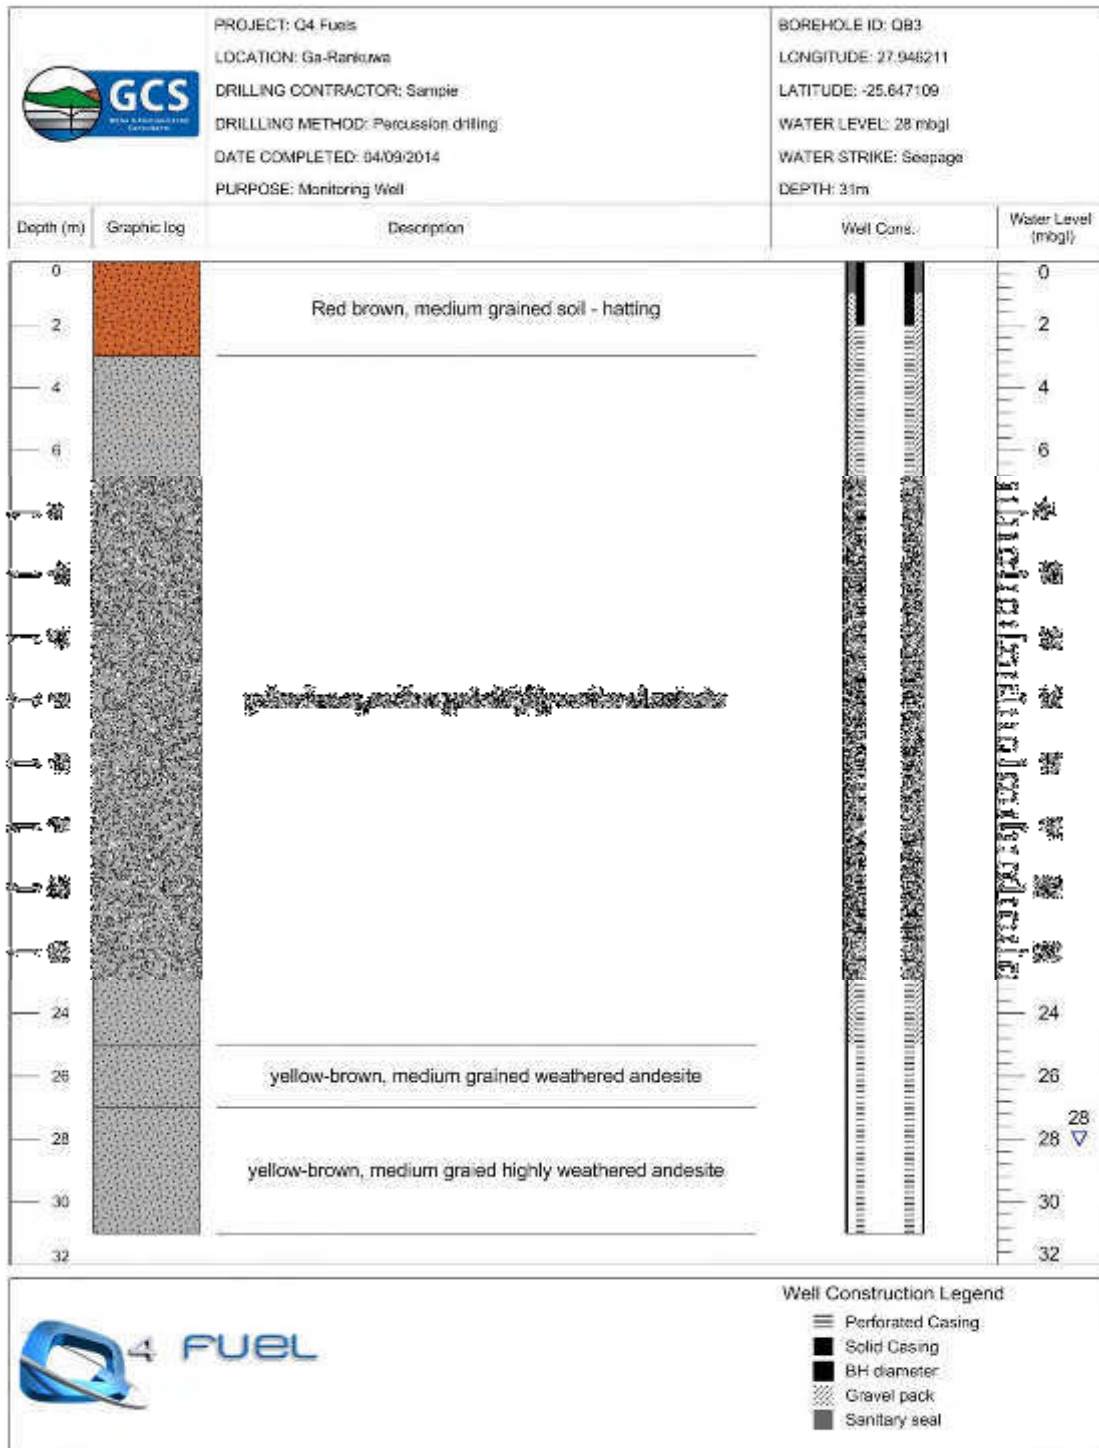 PROJECT: Q4 Fuels
LOCATION: Ga-Rankuwa
DRILLING CONTRACTOR: Sample
DRILLLING METHOD: Percussion drilling
DATE COMPLETED: 04/09/2014
PURPOSE: Monitoring Well
BOREHOLE ID: QB3
LONGITUDE: 27.946211
LATITUDE: -25.647109
WATER LEVEL: 28 mbgl
WATER STRIKE: Seepage
DEPTH: 31m
GCS
Depth (m) Graphic log Description Well Cons. Water Level
(mbgl)
0 0
Red brown, medium grained soil - hatting
2 2
4 4
6 6
24 24
yellow-brown, medium grained weathered andesite
26 26
28
28 28
yellow-brown, medium graied highly weathered andesite
30 30
32 32
Q4 FUEL
Well Construction Legend
Perforated Casing
Solid Casing
BH diameter
Gravel pack
Sanitary seal